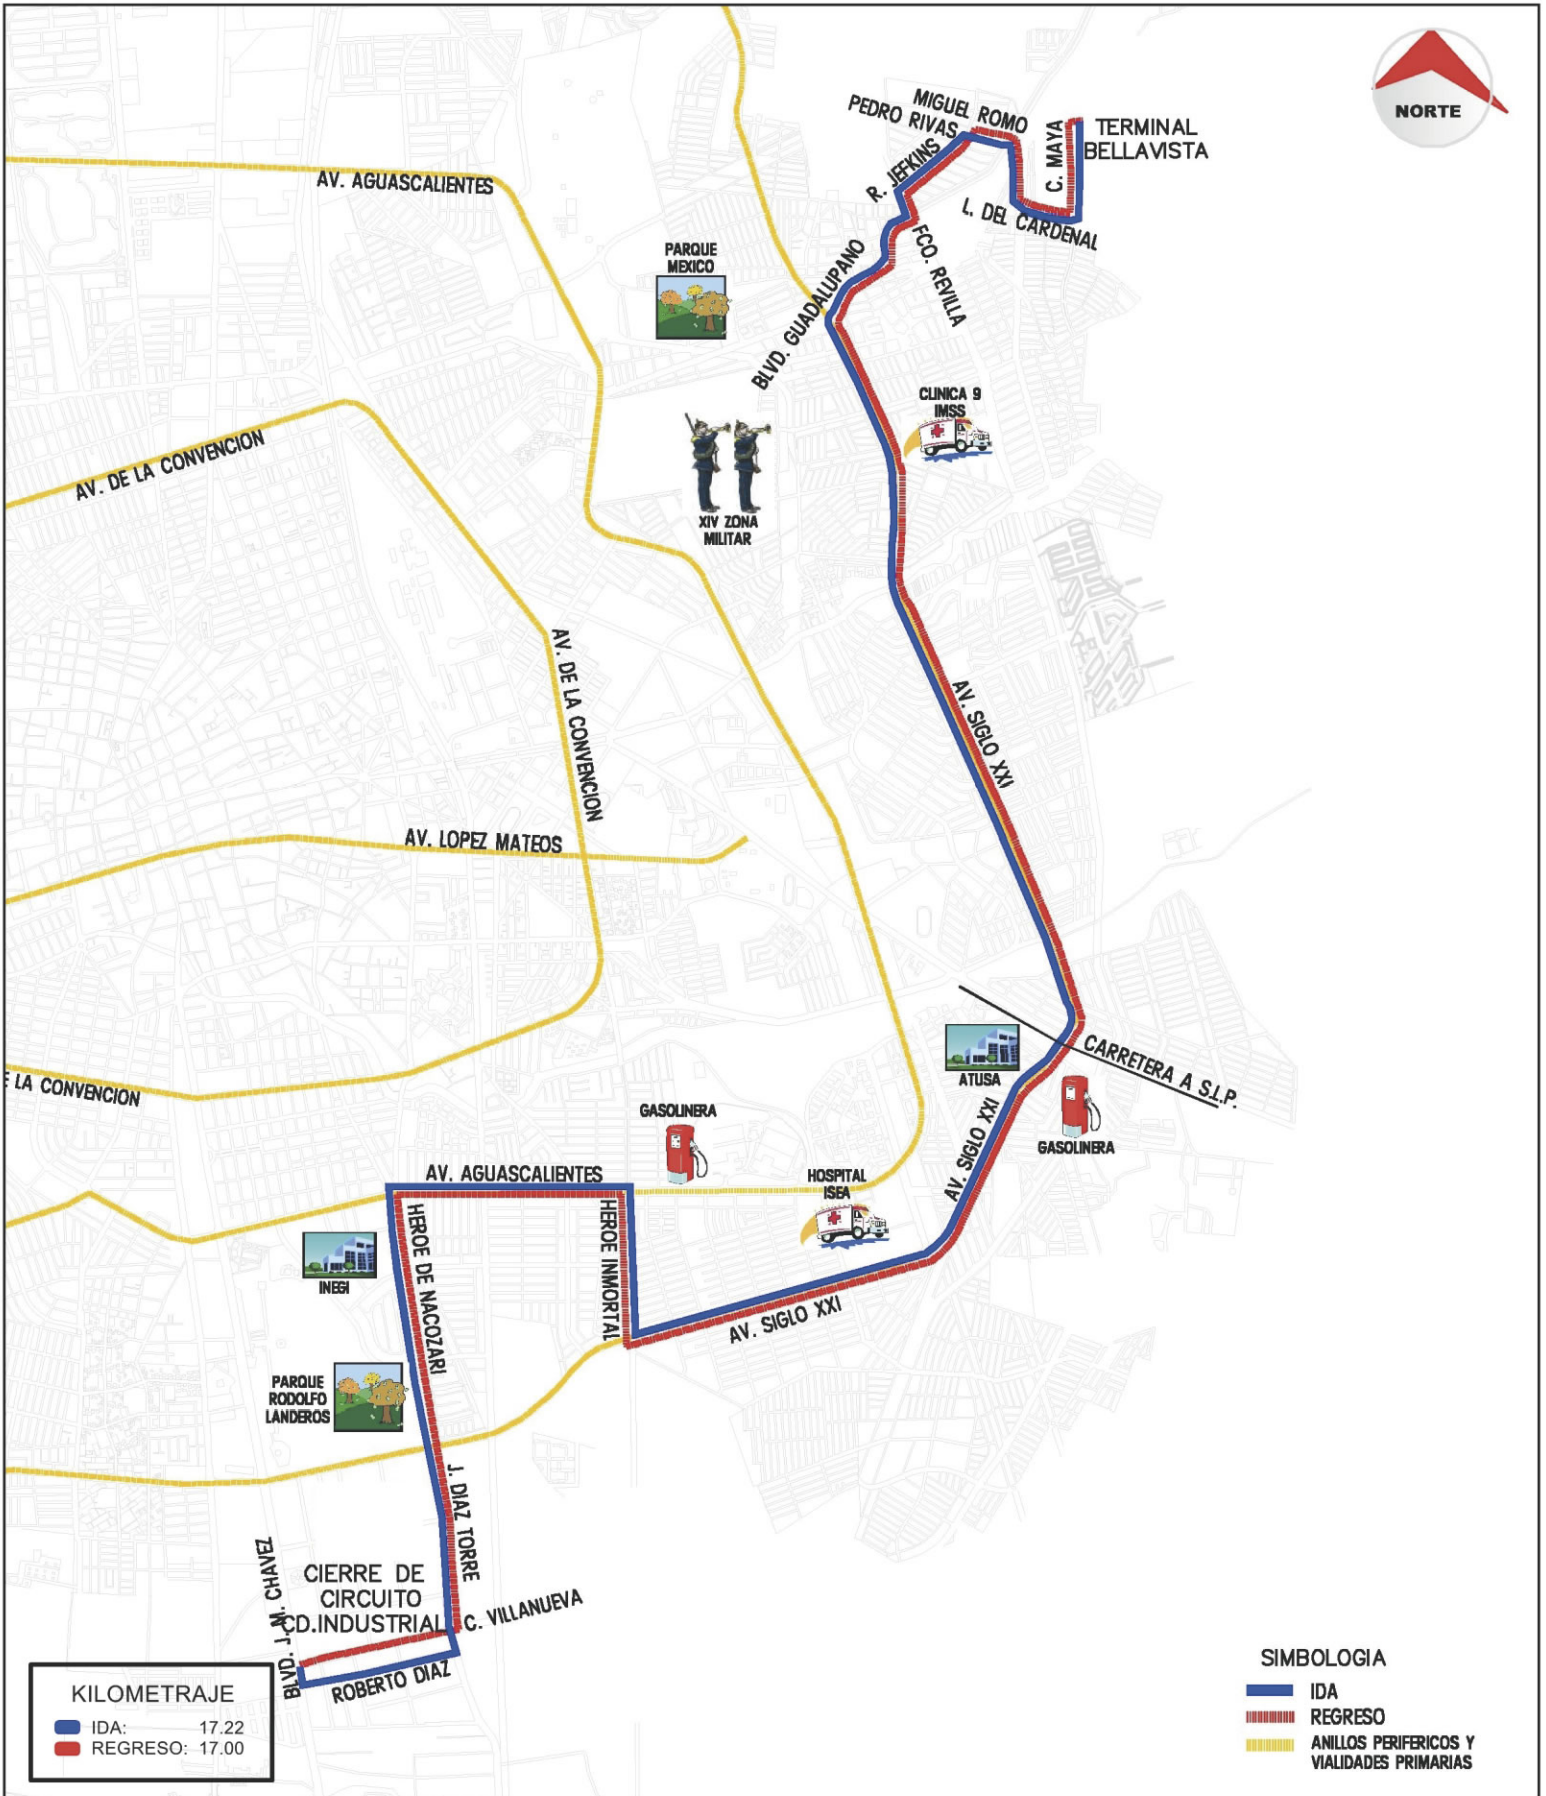 NORTE
MIGUEL ROMO
PEDRO RIVAS
C. MAYA
TERMINAL
BELLAVISTA
R. JEFKINS
AV. AGUASCALIENTES
L. DEL CARDENAL
FCO. REVILLA
PARQUE
MEXICO
BLVD. GUADALUPANO
CLINICA 9
IMSS
AV. DE LA CONVENCION
XIV ZONA
MILITAR
AV. DE LA CONVENCION
AV. SIGLO XXI
AV. LOPEZ MATEOS
CARRETERA A S.L.P.
ATUSA
E LA CONVENCION
GASOLINERA
AV. SIGLO XXI
GASOLINERA
AV. AGUASCALIENTES
HOSPITAL
ISEA
HEROE DE NACOZARI
HEROE INMORTAL
INEGI
AV. SIGLO XXI
PARQUE
RODOLFO
LANDEROS
J. DIAZ TORRE
BLVD. J. M. CHAVEZ
CIERRE DE
CIRCUITO
CD.INDUSTRIAL
C. VILLANUEVA
ROBERTO DIAZ
KILOMETRAJE
IDA: 17.22
REGRESO: 17.00
SIMBOLOGIA
IDA
REGRESO
ANILLOS PERIFERICOS Y
VIALIDADES PRIMARIAS